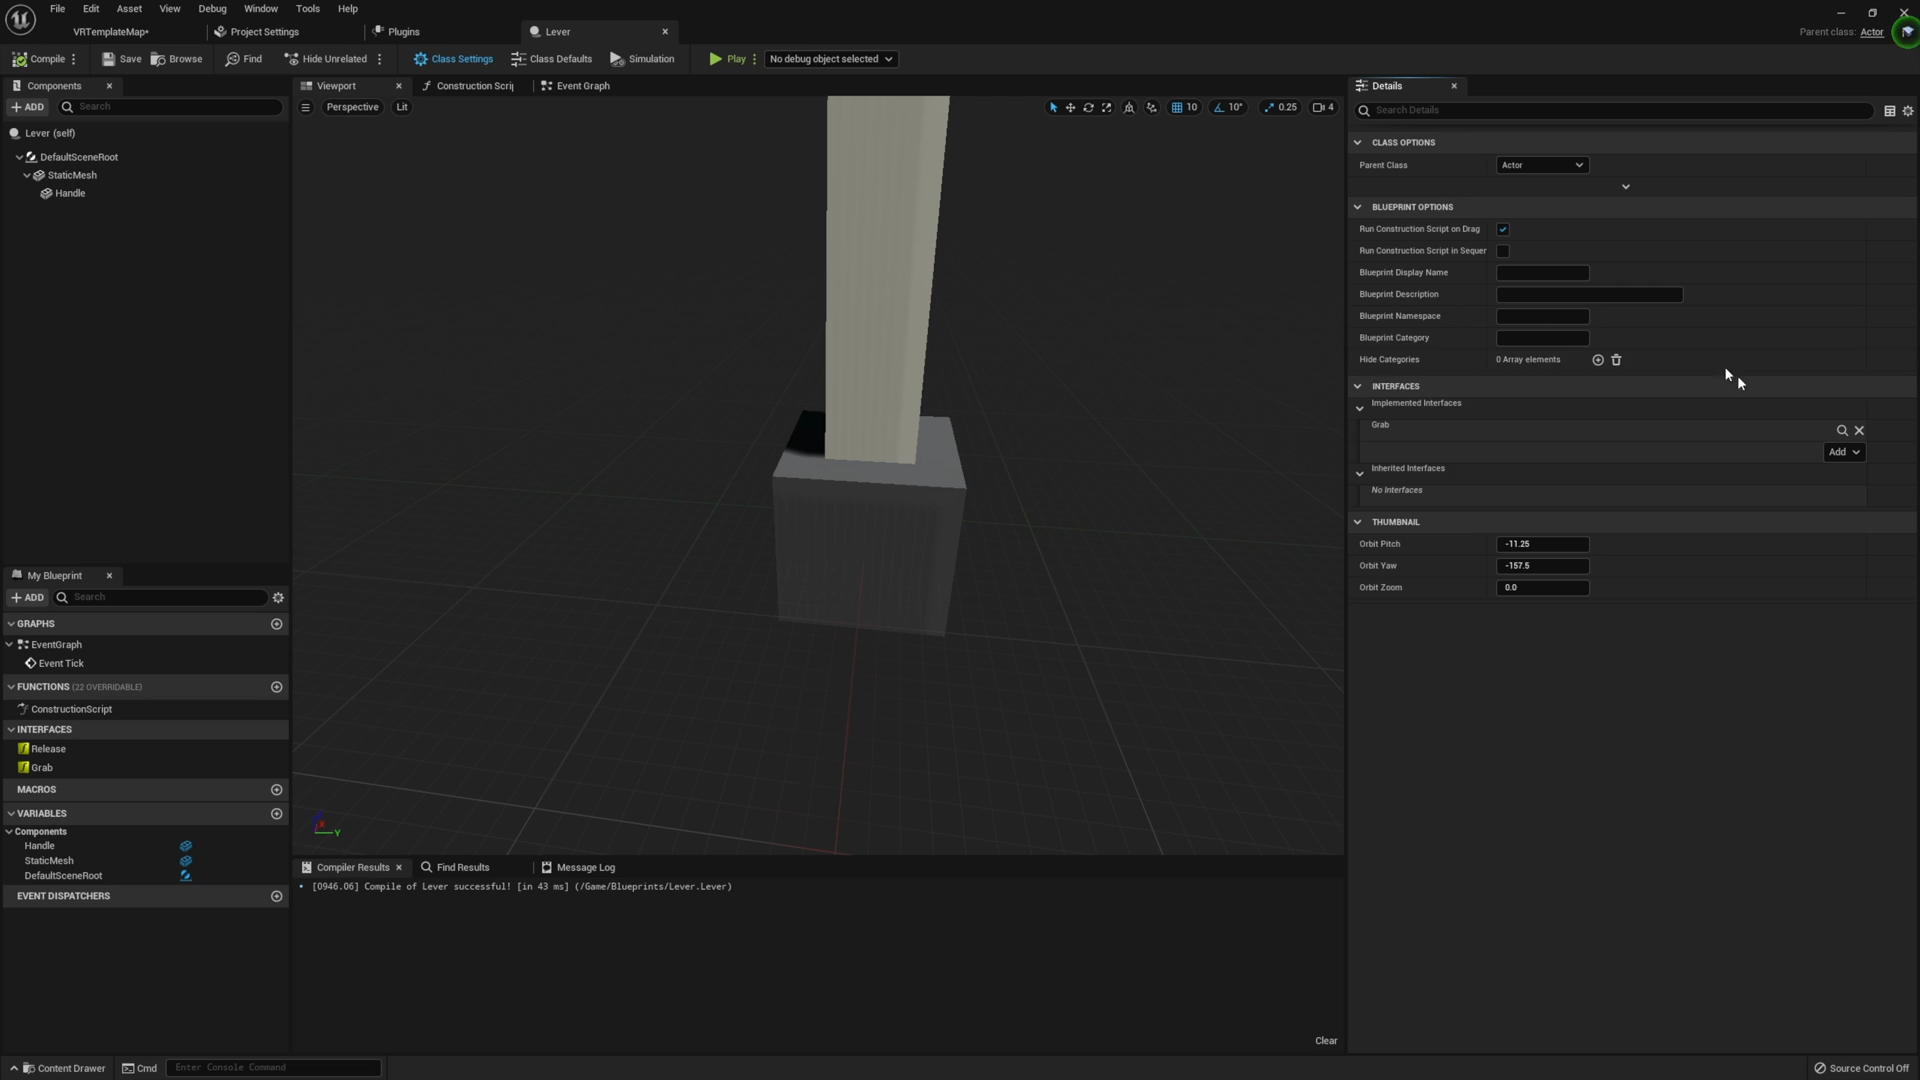 File Edit Asset View Debug Window Tools Help
VRTemplateMap* Project Settings Plugins Lever
Parent class: Actor
Compile Save Browse Find Hide Unrelated Class Settings Class Defaults Simulation Play No debug object selected
Components
ADD Search
Lever (self)
DefaultSceneRoot
StaticMesh
Handle
Viewport Construction Scrip Event Graph
Perspective Lit
10 10° 0.25 4
Details
Search Details
CLASS OPTIONS
Parent Class Actor
BLUEPRINT OPTIONS
Run Construction Script on Drag
Run Construction Script in Sequer
Blueprint Display Name
Blueprint Description
Blueprint Namespace
Blueprint Category
Hide Categories 0 Array elements
INTERFACES
Implemented Interfaces
Grab
Add
Inherited Interfaces
No Interfaces
THUMBNAIL
Orbit Pitch -11.25
Orbit Yaw -157.5
Orbit Zoom 0.0
My Blueprint
ADD Search
GRAPHS
EventGraph
Event Tick
FUNCTIONS (22 OVERRIDABLE)
ConstructionScript
INTERFACES
Release
Grab
MACROS
VARIABLES
Components
Handle
StaticMesh
DefaultSceneRoot
EVENT DISPATCHERS
Y
Compiler Results Find Results Message Log
[0946.06] Compile of Lever successful! [in 43 ms] (/Game/Blueprints/Lever.Lever)
Clear
Content Drawer Cmd Enter Console Command
Source Control Off